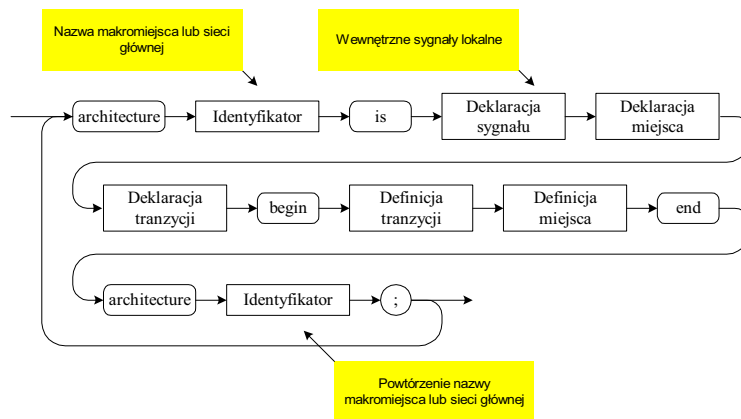 Nazwa makromiejsca lub sieci
głównej
Wewnętrzne sygnały lokalne
architecture
Identyfikator
is
Deklaracja
sygnału
Deklaracja
miejsca
Deklaracja
tranzycji
begin
Definicja
tranzycji
Definicja
miejsca
end
architecture
Identyfikator
;
Powtórzenie nazwy
makromiejsca lub sieci głównej